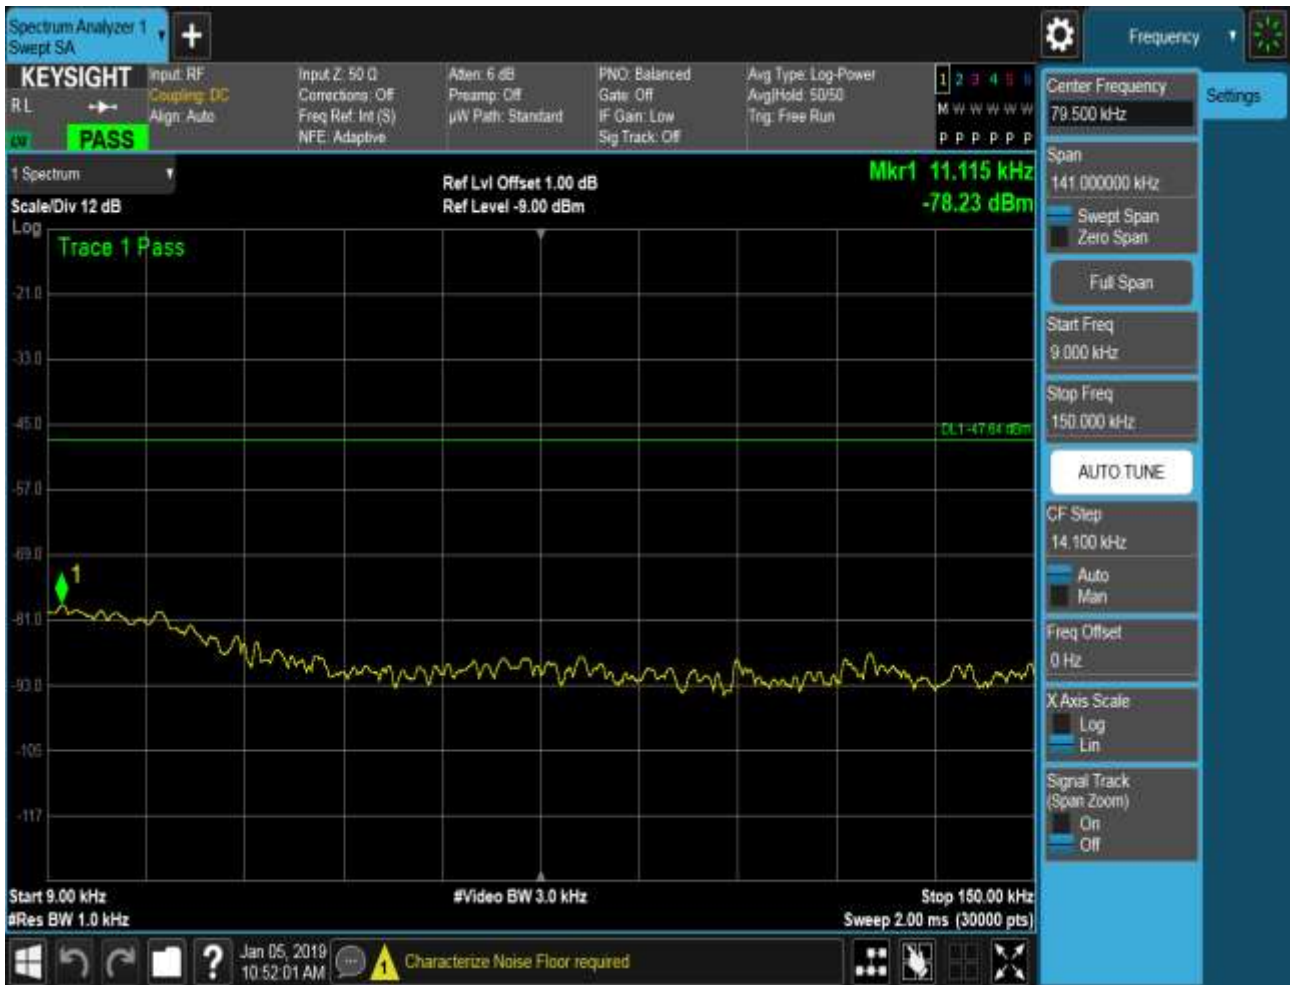 Spectrum Analyzer 1
Swept SA
+
Frequency
KEYSIGHT
R L
PASS
Input: RF
Coupling: DC
Align: Auto
Input Z: 50 Ω
Corrections: Off
Freq Ref: Int (S)
NFE: Adaptive
Atten: 6 dB
Preamp: Off
µW Path: Standard
PNO: Balanced
Gate: Off
IF Gain: Low
Sig Track: Off
Avg Type: Log-Power
Avg|Hold: 50/50
Trig: Free Run
1 2 3 4 5 6
M W W W W W
P P P P P P
1 Spectrum
Scale/Div 12 dB
Ref Lvl Offset 1.00 dB
Ref Level -9.00 dBm
Mkr1 11.115 kHz
-78.23 dBm
Log
Trace 1 Pass
-21.0
-33.0
-45.0
DL1 -47.64 dBm
-57.0
-69.0
1
-81.0
-93.0
-105
-117
Start 9.00 kHz
#Video BW 3.0 kHz
Stop 150.00 kHz
#Res BW 1.0 kHz
Sweep 2.00 ms (30000 pts)
Center Frequency
79.500 kHz
Settings
Span
141.000000 kHz
Swept Span
Zero Span
Full Span
Start Freq
9.000 kHz
Stop Freq
150.000 kHz
AUTO TUNE
CF Step
14.100 kHz
Auto
Man
Freq Offset
0 Hz
X Axis Scale
Log
Lin
Signal Track
(Span Zoom)
On
Off
?
Jan 05, 2019
10:52:01 AM
1
Characterize Noise Floor required